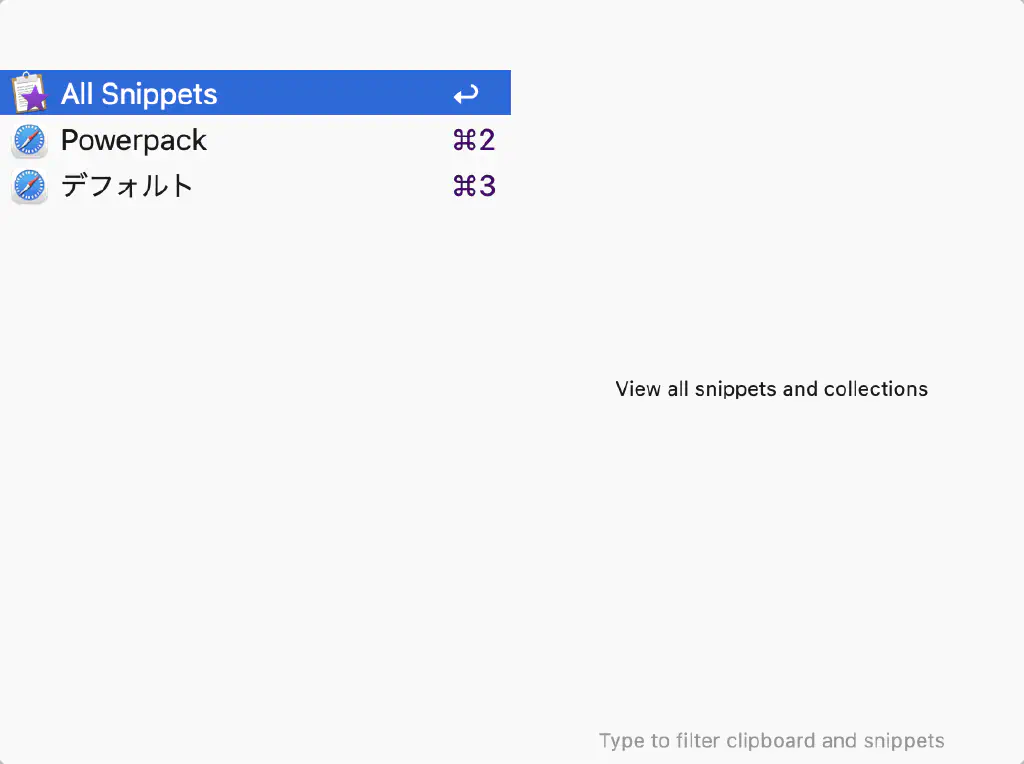 All Snippets ↩
Powerpack ⌘2
デフォルト ⌘3
View all snippets and collections
Type to filter clipboard and snippets